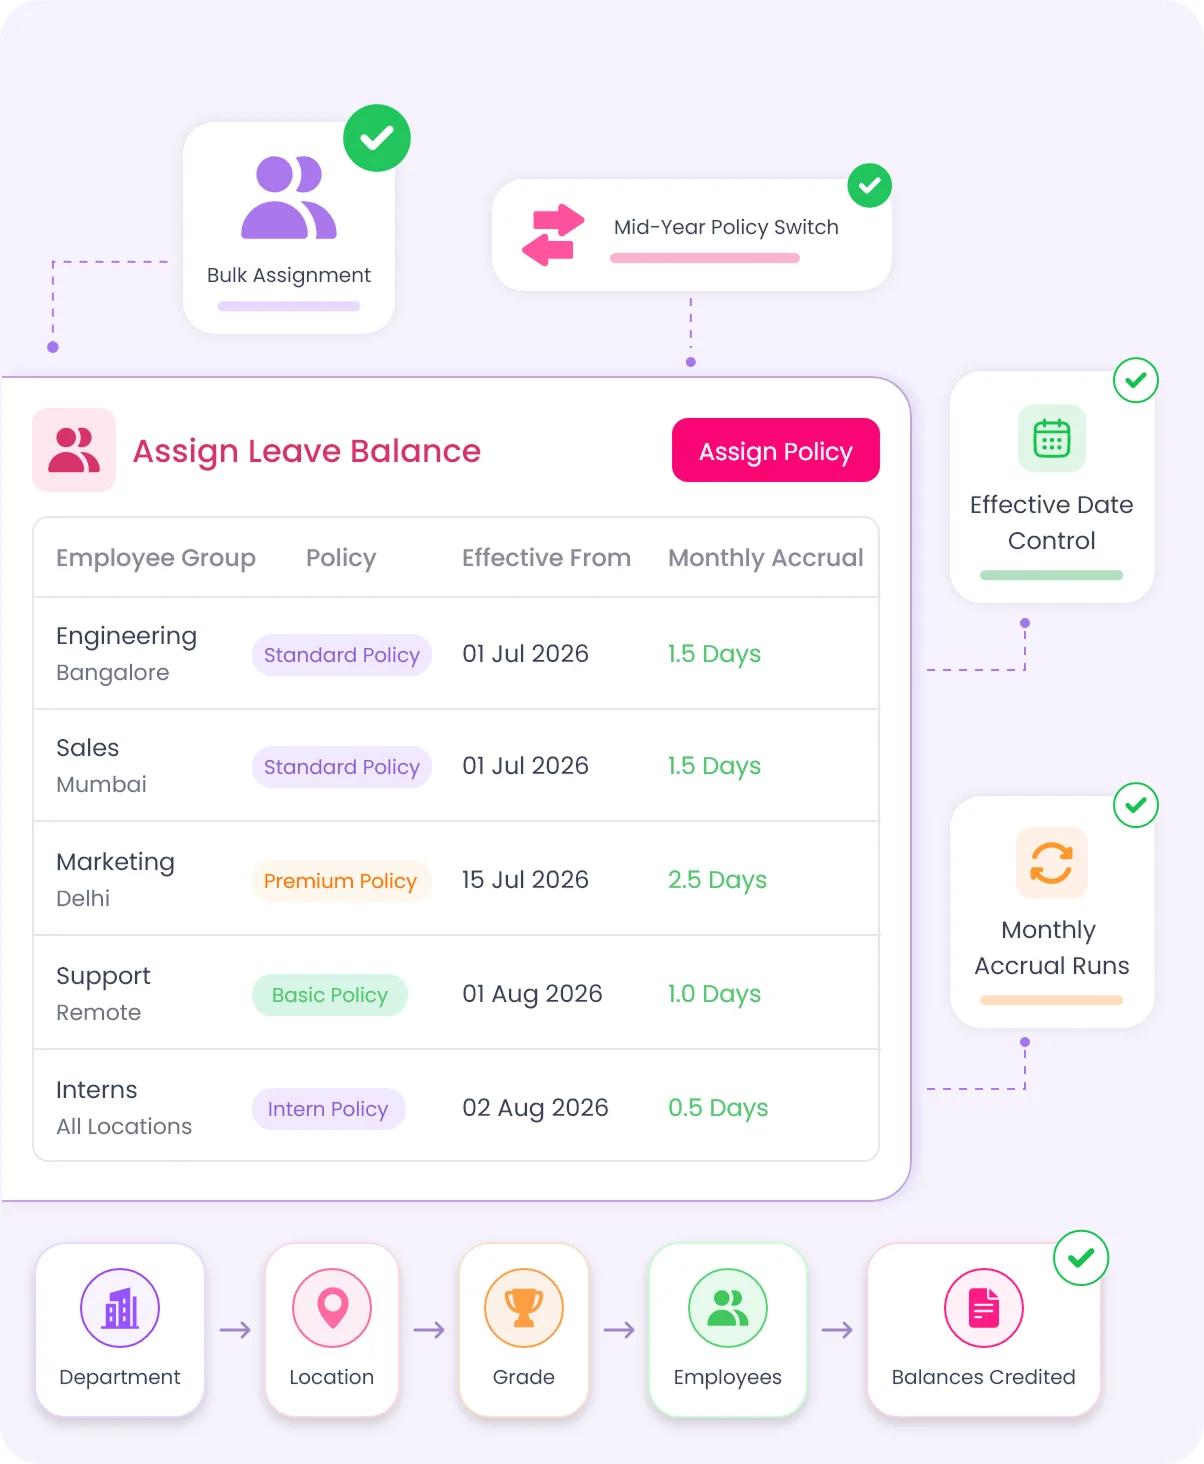 Bulk Assignment
Mid-Year Policy Switch
Assign Leave Balance
Assign Policy
Effective Date
Control
Employee Group Policy Effective From Monthly Accrual
Engineering
Bangalore
Standard Policy 01 Jul 2026 1.5 Days
Sales
Mumbai
Standard Policy 01 Jul 2026 1.5 Days
Marketing
Delhi
Premium Policy 15 Jul 2026 2.5 Days
Monthly
Accrual Runs
Support
Remote
Basic Policy 01 Aug 2026 1.0 Days
Interns
All Locations
Intern Policy 02 Aug 2026 0.5 Days
Department
Location
Grade
Employees
Balances Credited